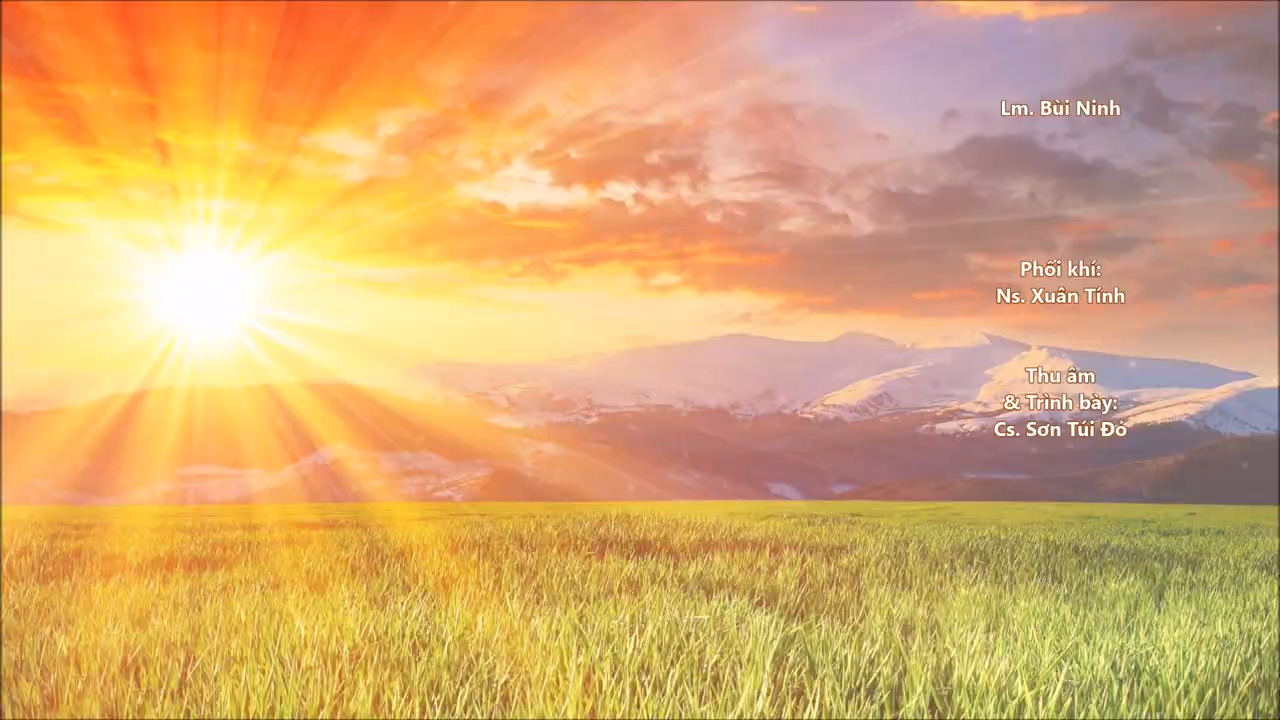 Lm. Bùi Ninh
Phối khí:
Ns. Xuân Tính
Thu âm
& Trình bày:
Cs. Sơn Túi Đỏ